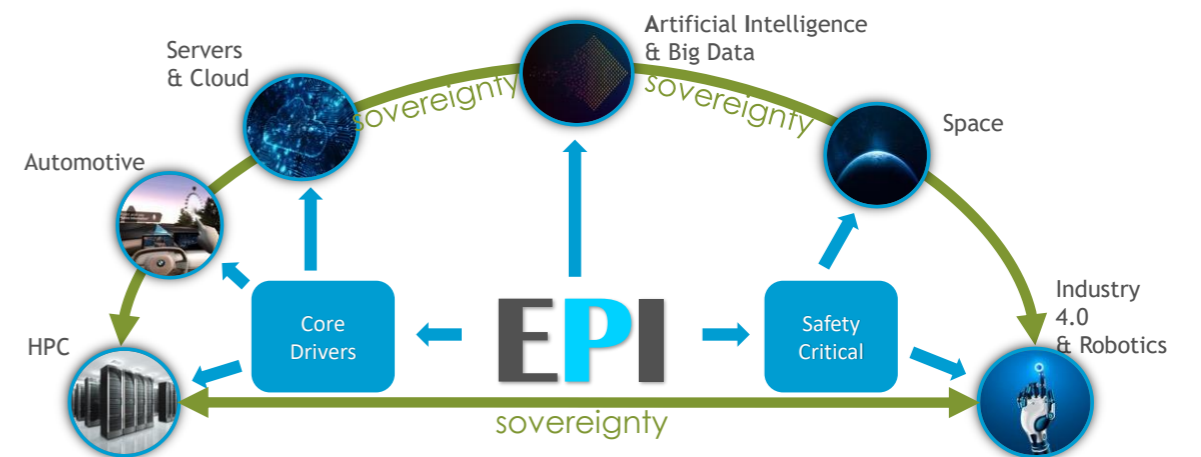 Artificial Intelligence
& Big Data
Servers
& Cloud
sovereignty
sovereignty
Space
Automotive
Industry
4.0
& Robotics
Core
Drivers
EPI
Safety
Critical
HPC
sovereignty